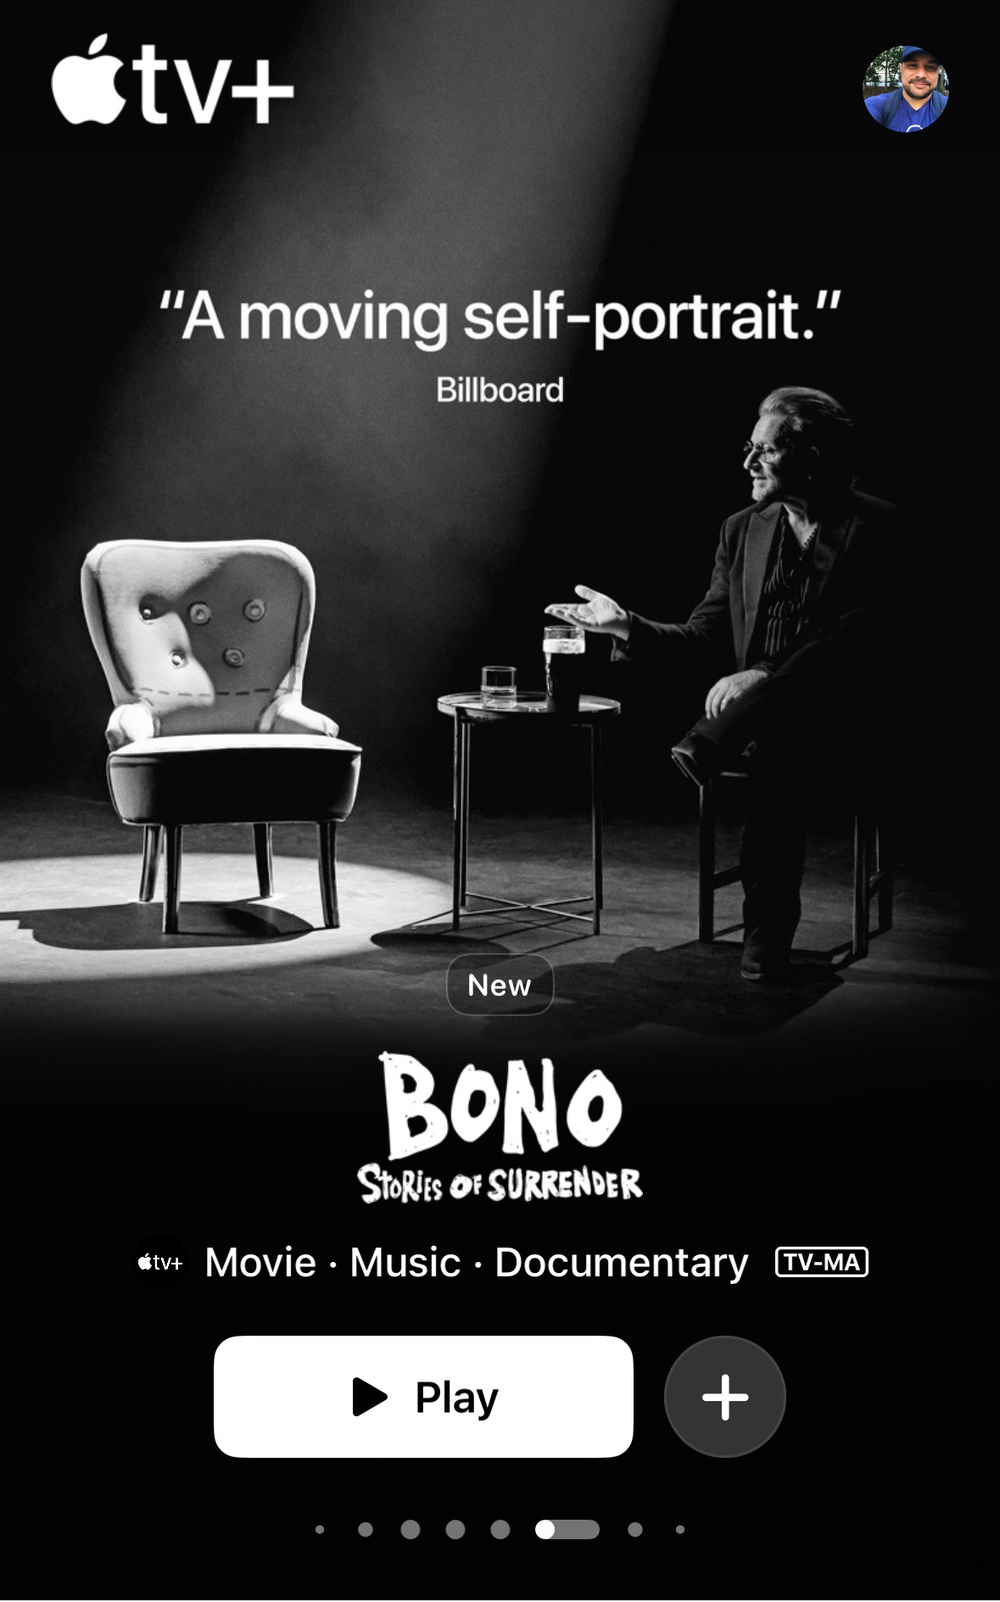 tv+
“A moving self-portrait.”
Billboard
New
BONO
STORIES OF SURRENDER
tv+ Movie · Music · Documentary TV-MA
Play